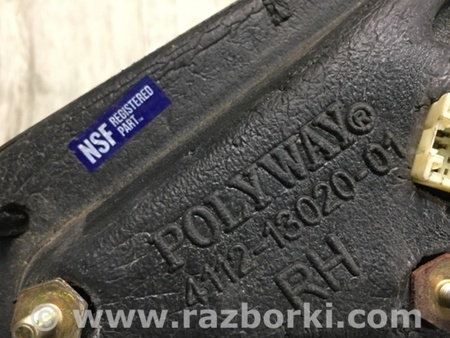 NSF REGISTERED
PART™
POLYWAY®
4112-13020-01
RH
www.razborki.com